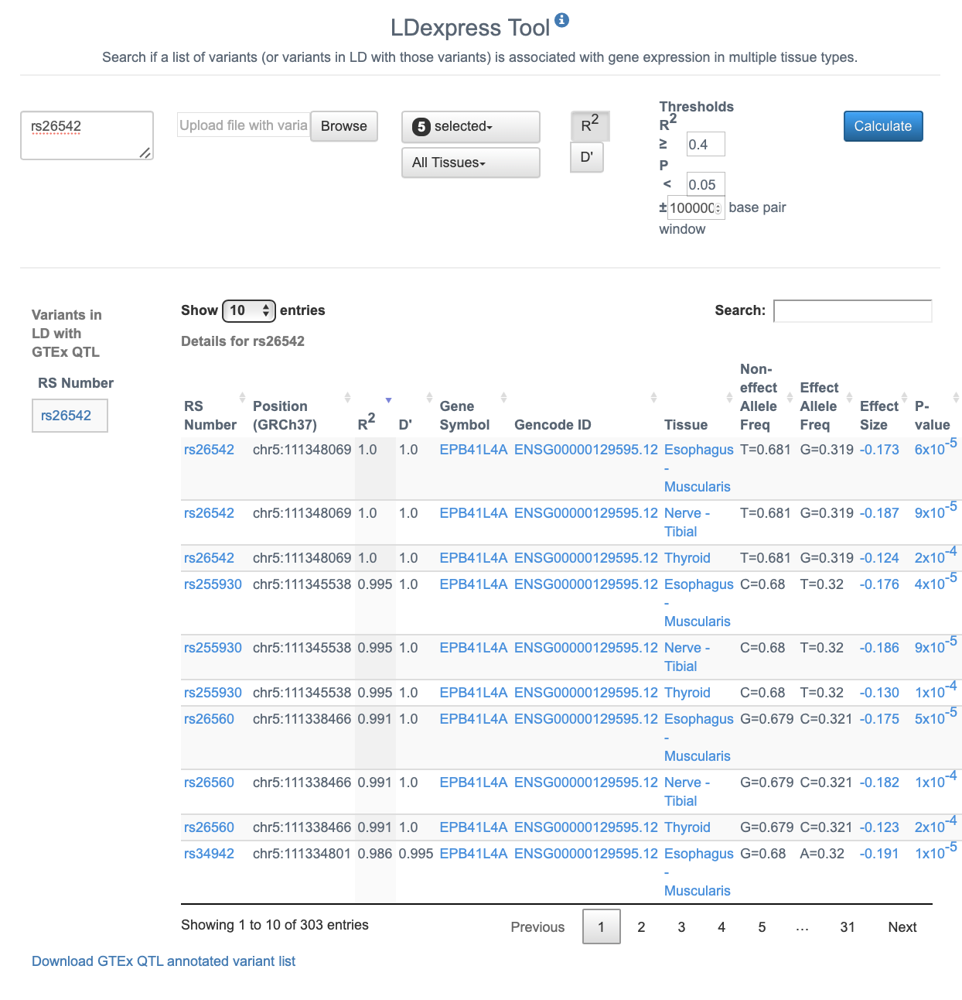 LDexpress Tool
Search if a list of variants (or variants in LD with those variants) is associated with gene expression in multiple tissue types.
rs26542
Upload file with varia
Browse
5 selected
All Tissues
R2
D'
Thresholds
R2
≥ 0.4
P
< 0.05
± 100000 base pair
window
Calculate
Variants in
LD with
GTEx QTL
RS Number
rs26542
Show 10 entries
Search:
Details for rs26542
RS Number Position (GRCh37) R2 D' Gene Symbol Gencode ID Tissue Non-effect Allele Freq Effect Allele Freq Effect Size P-value
rs26542 chr5:111348069 1.0 1.0 EPB41L4A ENSG00000129595.12 Esophagus - Muscularis T=0.681 G=0.319 -0.173 6x10-5
rs26542 chr5:111348069 1.0 1.0 EPB41L4A ENSG00000129595.12 Nerve - Tibial T=0.681 G=0.319 -0.187 9x10-5
rs26542 chr5:111348069 1.0 1.0 EPB41L4A ENSG00000129595.12 Thyroid T=0.681 G=0.319 -0.124 2x10-4
rs255930 chr5:111345538 0.995 1.0 EPB41L4A ENSG00000129595.12 Esophagus - Muscularis C=0.68 T=0.32 -0.176 4x10-5
rs255930 chr5:111345538 0.995 1.0 EPB41L4A ENSG00000129595.12 Nerve - Tibial C=0.68 T=0.32 -0.186 9x10-5
rs255930 chr5:111345538 0.995 1.0 EPB41L4A ENSG00000129595.12 Thyroid C=0.68 T=0.32 -0.130 1x10-4
rs26560 chr5:111338466 0.991 1.0 EPB41L4A ENSG00000129595.12 Esophagus - Muscularis G=0.679 C=0.321 -0.175 5x10-5
rs26560 chr5:111338466 0.991 1.0 EPB41L4A ENSG00000129595.12 Nerve - Tibial G=0.679 C=0.321 -0.182 1x10-4
rs26560 chr5:111338466 0.991 1.0 EPB41L4A ENSG00000129595.12 Thyroid G=0.679 C=0.321 -0.123 2x10-4
rs34942 chr5:111334801 0.986 0.995 EPB41L4A ENSG00000129595.12 Esophagus - Muscularis G=0.68 A=0.32 -0.191 1x10-5
Showing 1 to 10 of 303 entries
Previous 1 2 3 4 5 … 31 Next
Download GTEx QTL annotated variant list